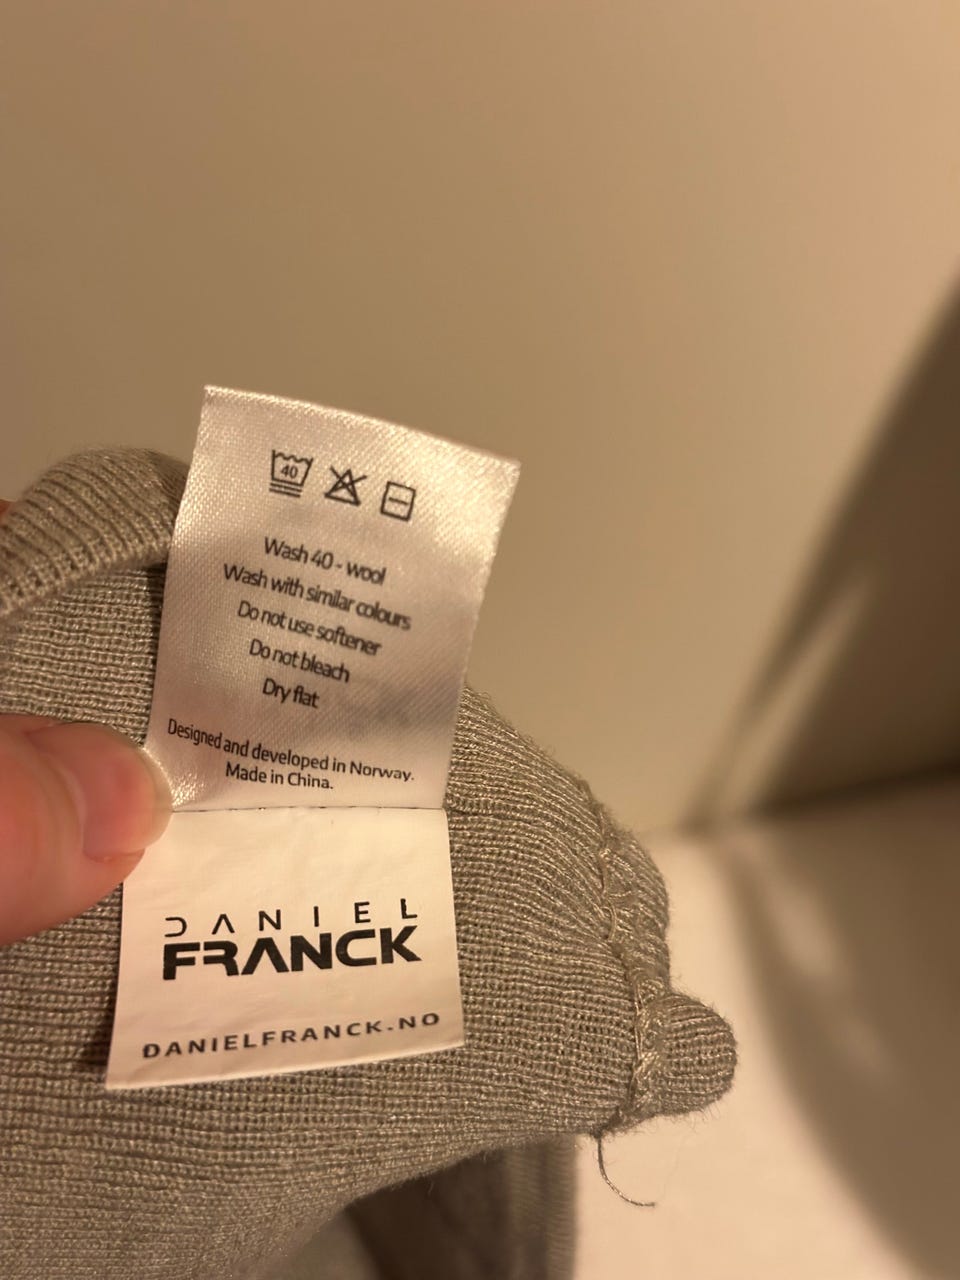 40
Wash 40 - wool
Wash with similar colours
Do not use softener
Do not bleach
Dry flat
Designed and developed in Norway.
Made in China.
DANIEL
FRANCK
DANIELFRANCK.NO